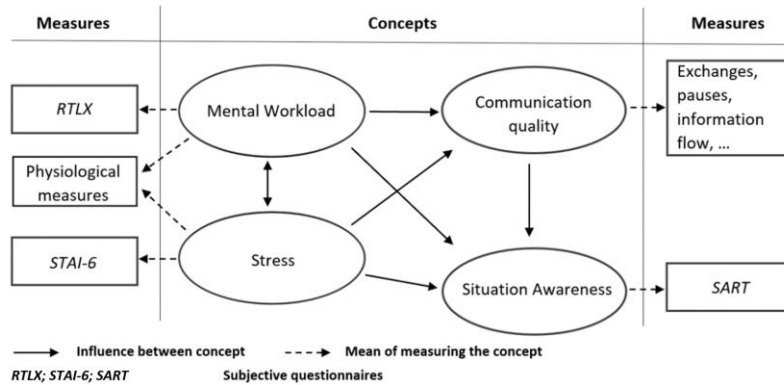 Measures Concepts Measures
RTLX
Mental Workload
Communication
quality
Exchanges,
pauses,
information
flow, ...
Physiological
measures
STAI-6
Stress
Situation Awareness
SART
Influence between concept Mean of measuring the concept
RTLX; STAI-6; SART Subjective questionnaires